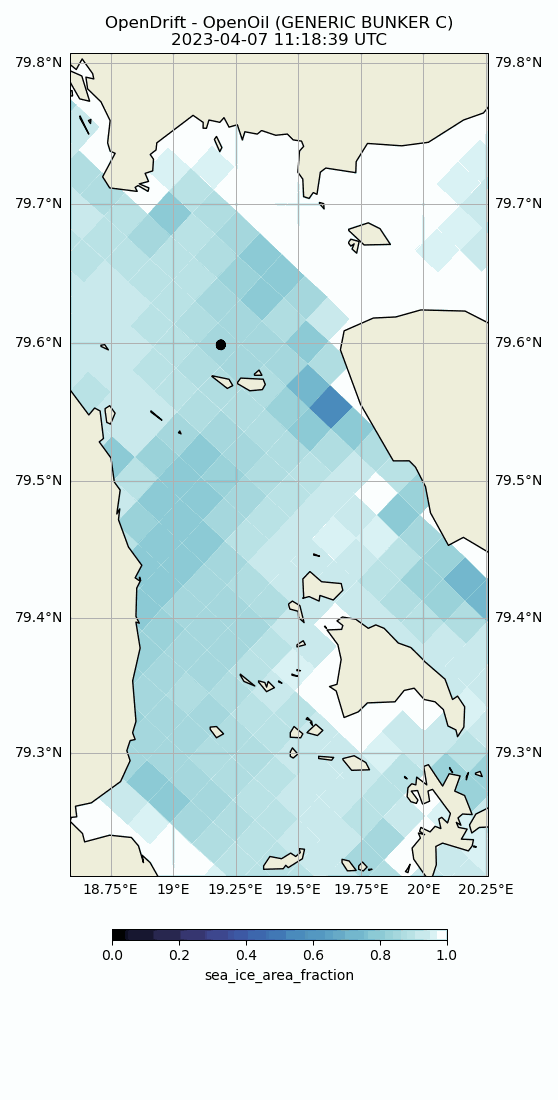 OpenDrift - OpenOil (GENERIC BUNKER C)
2023-04-07 11:18:39 UTC
79.8°N 79.8°N
79.7°N 79.7°N
79.6°N 79.6°N
79.5°N 79.5°N
79.4°N 79.4°N
79.3°N 79.3°N
18.75°E 19°E 19.25°E 19.5°E 19.75°E 20°E 20.25°E
0.0 0.2 0.4 0.6 0.8 1.0
sea_ice_area_fraction